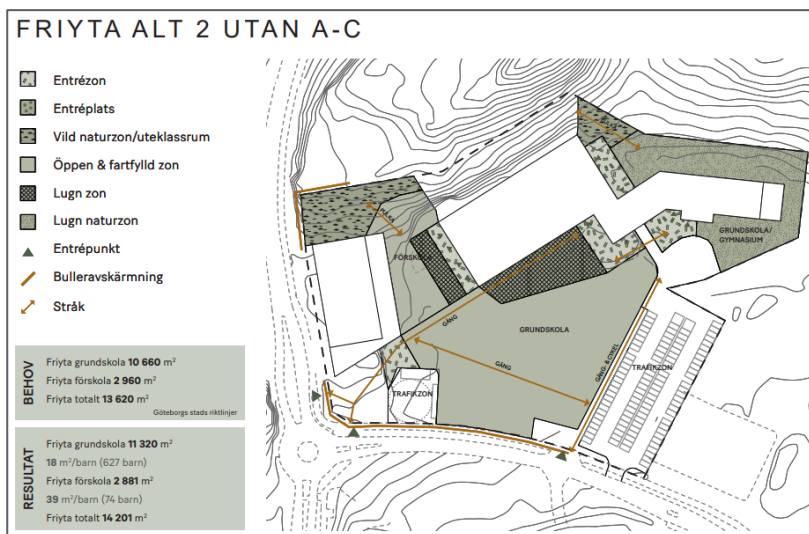 FRIYTA ALT 2 UTAN A-C
Entrézon
Entréplats
Vild naturzon/uteklassrum
Öppen & fartfylld zon
Lugn zon
Lugn naturzon
Entrépunkt
Bulleravskärmning
Stråk
BEHOV
Friyta grundskola 10 660 m²
Friyta förskola 2 960 m²
Friyta totalt 13 620 m²
Göteborgs stads riktlinjer
RESULTAT
Friyta grundskola 11 320 m²
18 m²/barn (627 barn)
Friyta förskola 2 881 m²
39 m²/barn (74 barn)
Friyta totalt 14 201 m²
PULKA
PULKA
FÖRSKOLA
GRUNDSKOLA/
GYMNASIUM
GÅNG
GRUNDSKOLA
GÅNG
GÅNG- & CYKEL
TRAFIKZON
TRAFIKZON